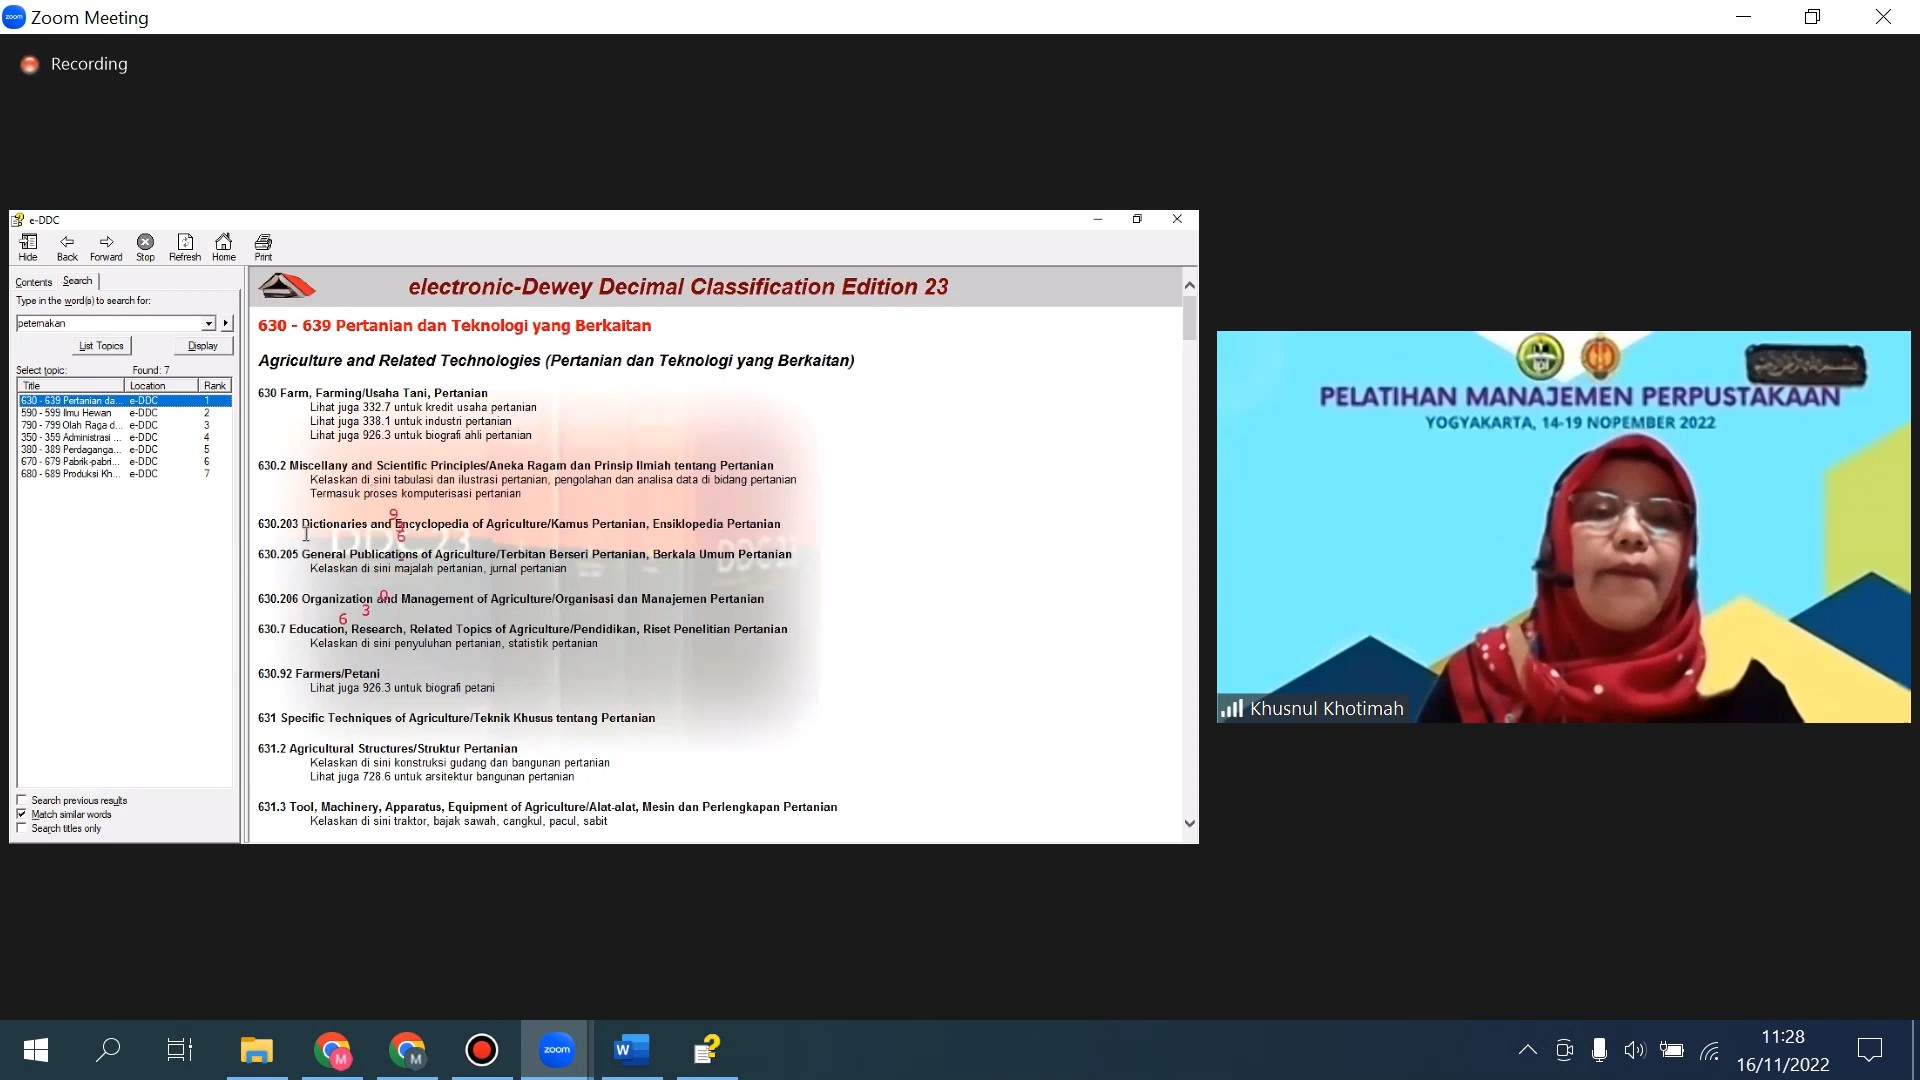 Zoom Meeting
Recording
e-DDC
Hide Back Forward Stop Refresh Home Print
Contents Search
Type in the word(s) to search for:
peternakan
List Topics Display
Select topic: Found: 7
Title Location Rank
630 - 639 Pertanian da... e-DDC 1
590 - 599 Ilmu Hewan e-DDC 2
790 - 799 Olah Raga d... e-DDC 3
350 - 359 Administrasi ... e-DDC 4
380 - 389 Perdaganga... e-DDC 5
670 - 679 Pabrik-pabri... e-DDC 6
680 - 689 Produksi Kh... e-DDC 7
Search previous results
Match similar words
Search titles only
electronic-Dewey Decimal Classification Edition 23
630 - 639 Pertanian dan Teknologi yang Berkaitan
Agriculture and Related Technologies (Pertanian dan Teknologi yang Berkaitan)
630 Farm, Farming/Usaha Tani, Pertanian
Lihat juga 332.7 untuk kredit usaha pertanian
Lihat juga 338.1 untuk industri pertanian
Lihat juga 926.3 untuk biografi ahli pertanian
630.2 Miscellany and Scientific Principles/Aneka Ragam dan Prinsip Ilmiah tentang Pertanian
Kelaskan di sini tabulasi dan ilustrasi pertanian, pengolahan dan analisa data di bidang pertanian
Termasuk proses komputerisasi pertanian
9
630.203 Dictionaries and Encyclopedia of Agriculture/Kamus Pertanian, Ensiklopedia Pertanian
6
DDC23
DDC23
630.205 General Publications of Agriculture/Terbitan Berseri Pertanian, Berkala Umum Pertanian
Kelaskan di sini majalah pertanian, jurnal pertanian
0
630.206 Organization and Management of Agriculture/Organisasi dan Manajemen Pertanian
3
6
630.7 Education, Research, Related Topics of Agriculture/Pendidikan, Riset Penelitian Pertanian
Kelaskan di sini penyuluhan pertanian, statistik pertanian
630.92 Farmers/Petani
Lihat juga 926.3 untuk biografi petani
631 Specific Techniques of Agriculture/Teknik Khusus tentang Pertanian
631.2 Agricultural Structures/Struktur Pertanian
Kelaskan di sini konstruksi gudang dan bangunan pertanian
Lihat juga 728.6 untuk arsitektur bangunan pertanian
631.3 Tool, Machinery, Apparatus, Equipment of Agriculture/Alat-alat, Mesin dan Perlengkapan Pertanian
Kelaskan di sini traktor, bajak sawah, cangkul, pacul, sabit
PELATIHAN MANAJEMEN PERPUSTAKAAN
YOGYAKARTA, 14-19 NOPEMBER 2022
Khusnul Khotimah
M
M
zoom
W
11:28
16/11/2022